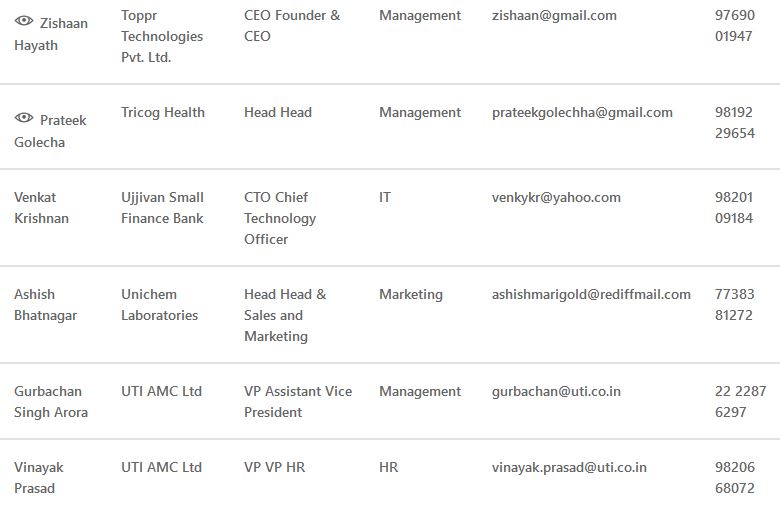 Zishaan Hayath Toppr Technologies Pvt. Ltd. CEO Founder & CEO Management zishaan@gmail.com 97690 01947
Prateek Golecha Tricog Health Head Head Management prateekgolechha@gmail.com 98192 29654
Venkat Krishnan Ujjivan Small Finance Bank CTO Chief Technology Officer IT venkykr@yahoo.com 98201 09184
Ashish Bhatnagar Unichem Laboratories Head Head & Sales and Marketing Marketing ashishmarigold@rediffmail.com 77383 81272
Gurbachan Singh Arora UTI AMC Ltd VP Assistant Vice President Management gurbachan@uti.co.in 22 2287 6297
Vinayak Prasad UTI AMC Ltd VP VP HR HR vinayak.prasad@uti.co.in 98206 68072